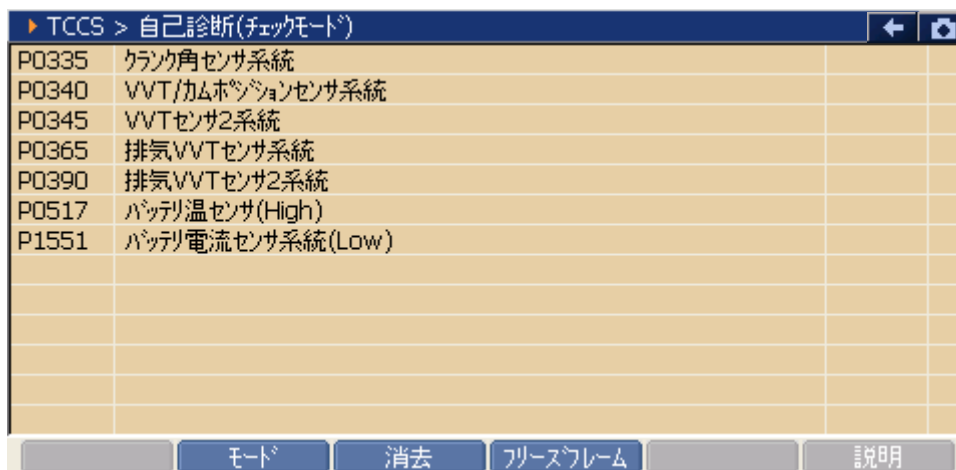 TCCS > 自己診断(ﾁｪｯｸﾓｰﾄﾞ)
P0335 ｸﾗﾝｸ角ｾﾝｻ系統
P0340 VVT/ｶﾑﾎﾟｼﾞｼｮﾝｾﾝｻ系統
P0345 VVTｾﾝｻ2系統
P0365 排気VVTｾﾝｻ系統
P0390 排気VVTｾﾝｻ2系統
P0517 ﾊﾞｯﾃﾘ温ｾﾝｻ(High)
P1551 ﾊﾞｯﾃﾘ電流ｾﾝｻ系統(Low)
ﾓｰﾄﾞ 消去 ﾌﾘｰｽﾞﾌﾚｰﾑ 説明